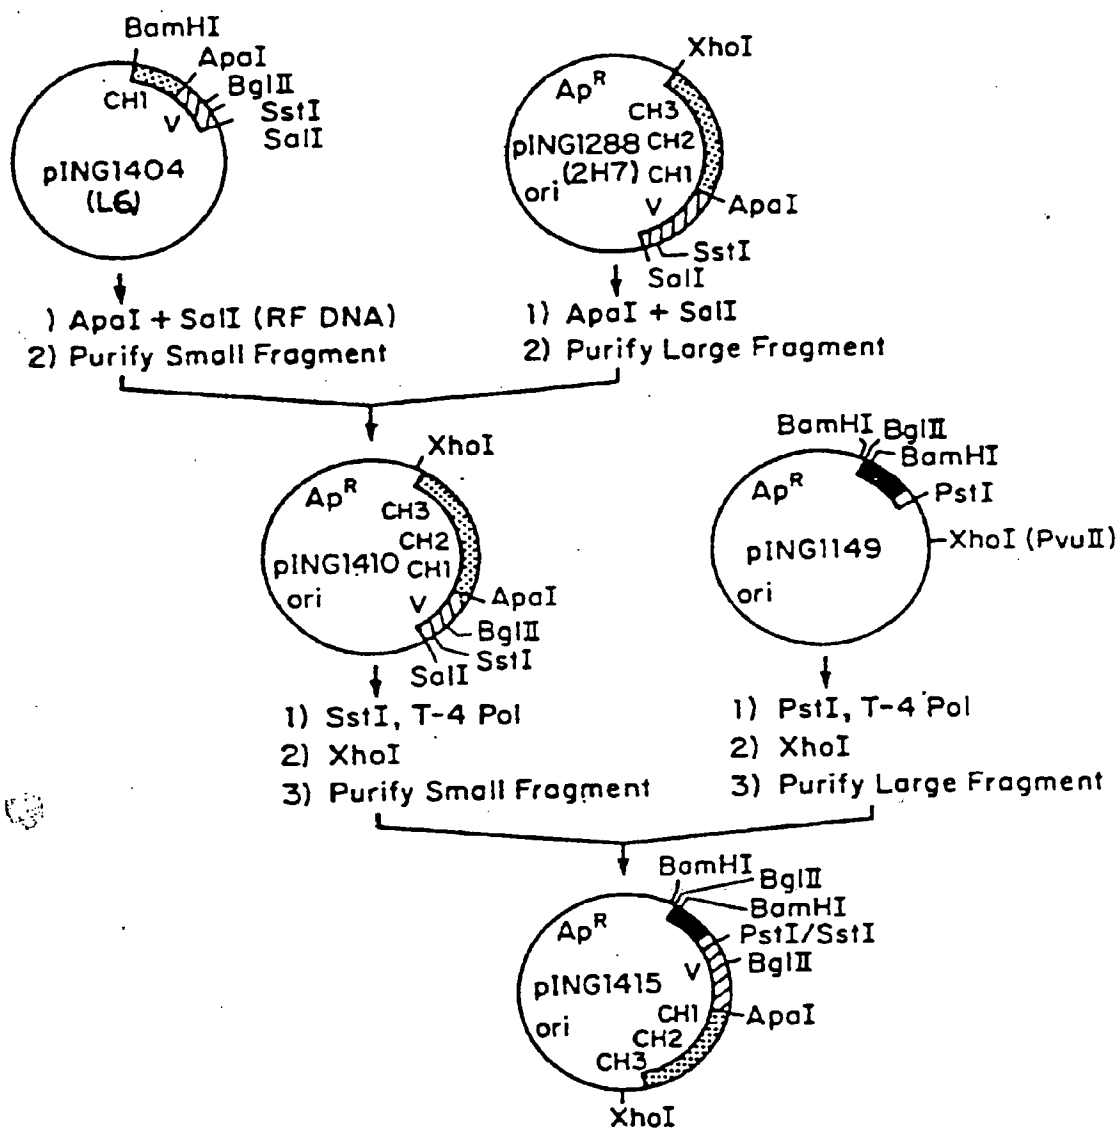 BamHI
ApaI
BglII
SstI
SalI
CH1
V
pING1404
(L6)
XhoI
Ap^R
CH3
pING1288 CH2
(2H7) CH1
ori
V
ApaI
SstI
SalI
) ApaI + SalI (RF DNA)
2) Purify Small Fragment
1) ApaI + SalI
2) Purify Large Fragment
XhoI
Ap^R
CH3
CH2
pING1410 CH1
ori
V
ApaI
BglII
SstI
SalI
BamHI BglII
BamHI
Ap^R
PstI
XhoI (PvuII)
pING1149
ori
1) SstI, T-4 Pol
2) XhoI
3) Purify Small Fragment
1) PstI, T-4 Pol
2) XhoI
3) Purify Large Fragment
BamHI
BglII
BamHI
Ap^R
PstI/SstI
V
BglII
pING1415
ori
CH1
ApaI
CH2
CH3
XhoI